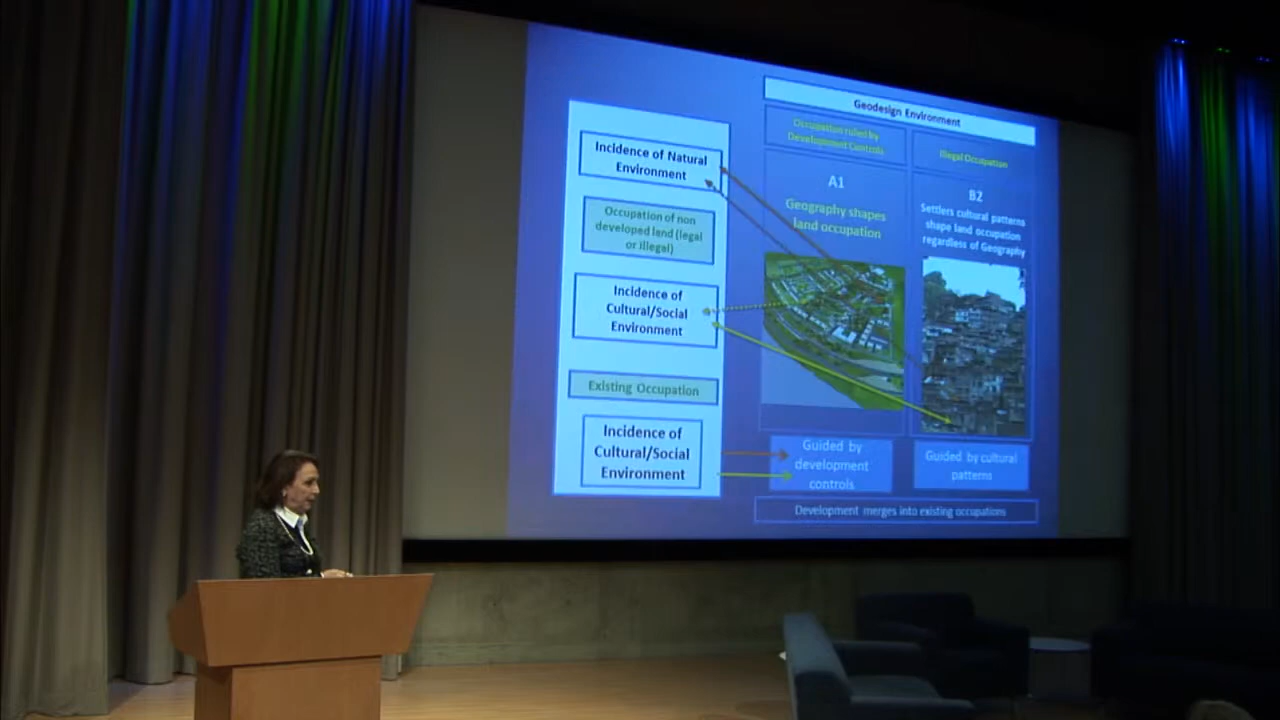 Geodesign Environment
Occupation ruled by
Development Controls
Illegal Occupation
Incidence of Natural
Environment
Occupation of non
developed land (legal
or illegal)
Incidence of
Cultural/Social
Environment
Existing Occupation
Incidence of
Cultural/Social
Environment
A1
Geography shapes
land occupation
B2
Settlers cultural patterns
shape land occupation
regardless of Geography
Guided by
development
controls
Guided by cultural
patterns
Development merges into existing occupations